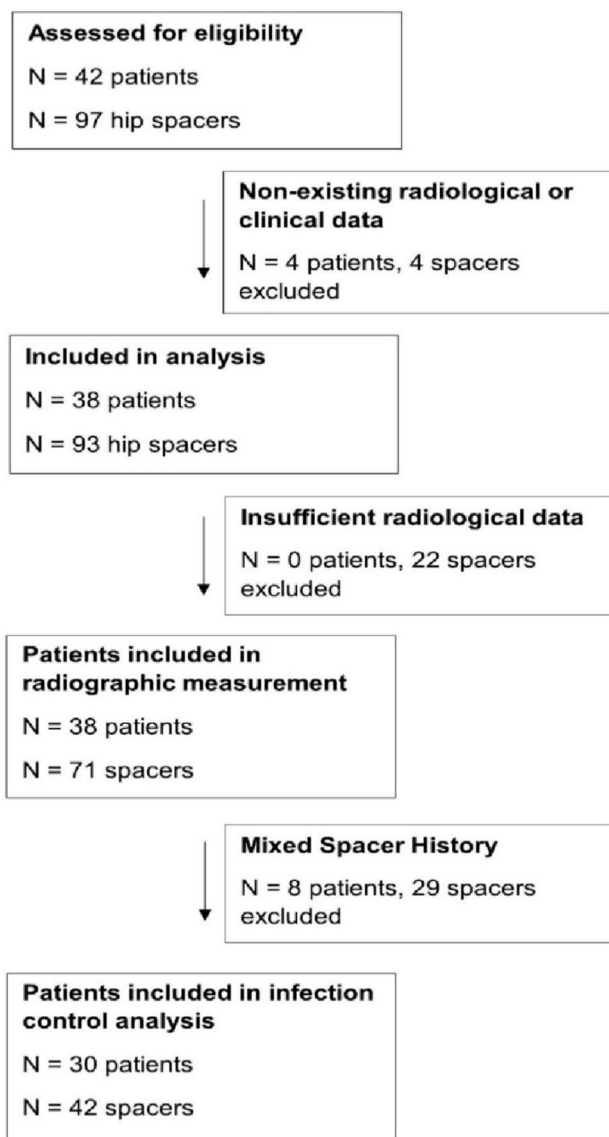 Assessed for eligibility
N = 42 patients
N = 97 hip spacers
Non-existing radiological or
clinical data
N = 4 patients, 4 spacers
excluded
Included in analysis
N = 38 patients
N = 93 hip spacers
Insufficient radiological data
N = 0 patients, 22 spacers
excluded
Patients included in
radiographic measurement
N = 38 patients
N = 71 spacers
Mixed Spacer History
N = 8 patients, 29 spacers
excluded
Patients included in infection
control analysis
N = 30 patients
N = 42 spacers